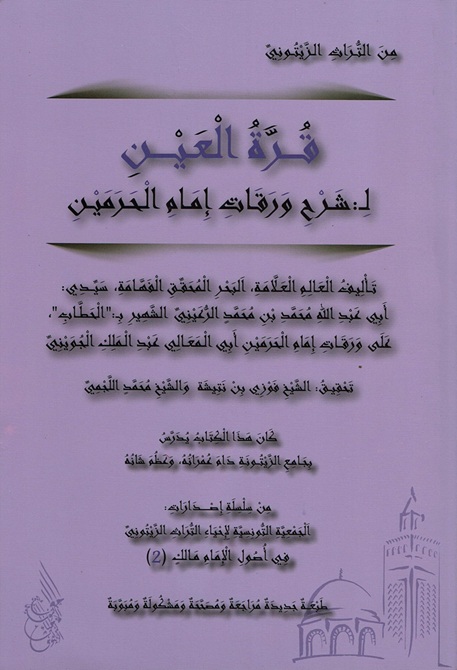 مِنَ التُّرَاثِ الزَّيْتُونِيِّ
قُرَّةُ الْعَيْنِ
لِـ: شَرْحِ وَرَقَاتِ إِمَامِ الْحَرَمَيْنِ
تَأْلِيفُ الْعَالِمِ الْعَلَّامَةِ، اَلْبَحْرِ الْمُحَقِّقِ الْفَهَّامَةِ، سَيِّدِي:
أَبِي عَبْدِ اللهِ مُحَمَّدِ بْنِ مُحَمَّدِ الرُّعَيْنِيِّ الشَّهِيرِ بِـ:"الْحَطَّابِ"،
عَلَى وَرَقَاتِ إِمَامِ الْحَرَمَيْنِ أَبِي الْمَعَالِي عَبْدِ الْمَلِكِ الْجُوَيْنِيِّ
تَحْقِيقُ: الشَّيْخِ فَوْزِي بِنْ نَتِيشَة وَالشَّيْخِ مُحَمَّدِ اللَّجْمِيِّ
كَانَ هَذَا الْكِتَابُ يُدَرَّسُ
بِجَامِعِ الزَّيْتُونَةِ دَامَ عُمْرَانُهُ، وَعَظُمَ شَانُهُ
مِنْ سِلْسِلَةِ إِصْدَارَاتِ:
الْجَمْعِيَّةِ التُّونِسِيَّةِ لِإِحْيَاءِ التُّرَاثِ الزَّيْتُونِيِّ
فِي أُصُولِ الْإِمَامِ مَالِكٍ (2)
طَبْعَةٌ جَدِيدَةٌ مُرَاجَعَةٌ وَمُصَحَّحَةٌ وَمَشْكُولَةٌ وَمُبَوَّبَةٌ